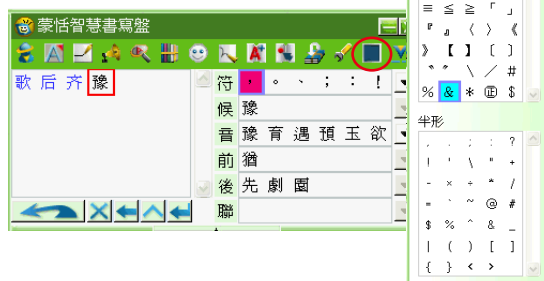 蒙恬智慧書寫盤
歌 后 齐 豫
符 , 。 、 ; : !
候 豫
音 豫 育 遇 預 玉 欲
前 猶
後 先 劇 園
聯
≡ ≦ ≧ 「 」
『 』 〈 〉 《
》 【 】 〔 〕
〝 〞 \ / #
% & * ㊣ $
半形
, . ; : ?
! ' \ " +
- × ÷ * /
= ` ~ @ #
$ % ^ & _
| ( ) [ ]
{ } < >